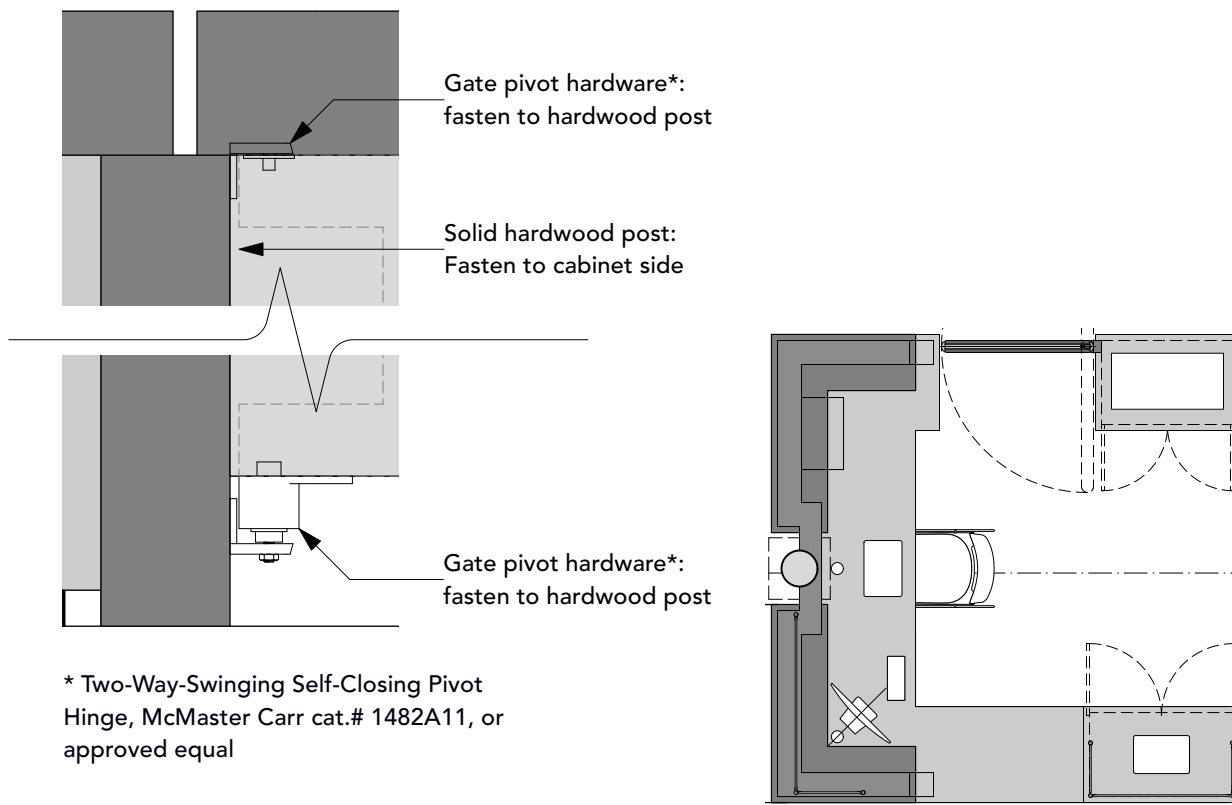 Gate pivot hardware*:
fasten to hardwood post
Solid hardwood post:
Fasten to cabinet side
Gate pivot hardware*:
fasten to hardwood post
* Two-Way-Swinging Self-Closing Pivot
Hinge, McMaster Carr cat.# 1482A11, or
approved equal